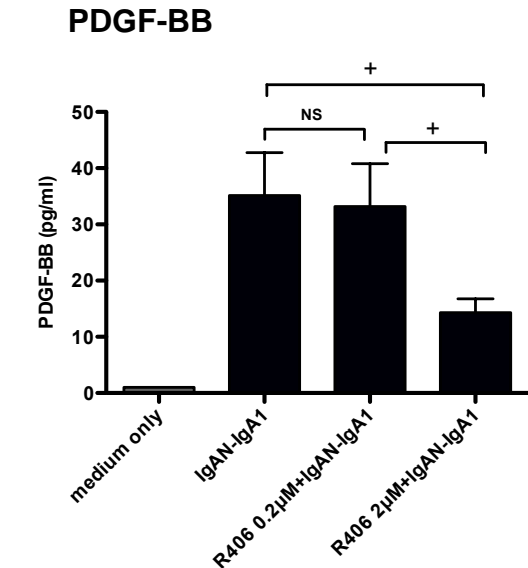 PDGF-BB
+
NS
+
PDGF-BB (pg/ml)
50
40
30
20
10
0
medium only
IgAN-IgA1
R406 0.2µM+IgAN-IgA1
R406 2µM+IgAN-IgA1